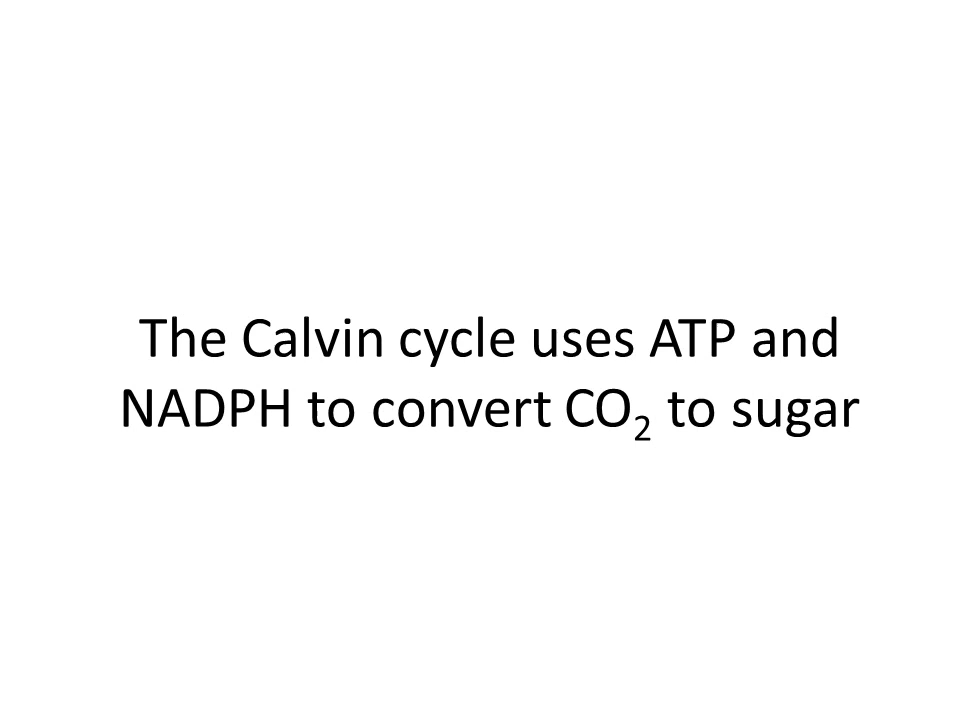 The Calvin cycle uses ATP and
NADPH to convert CO₂ to sugar